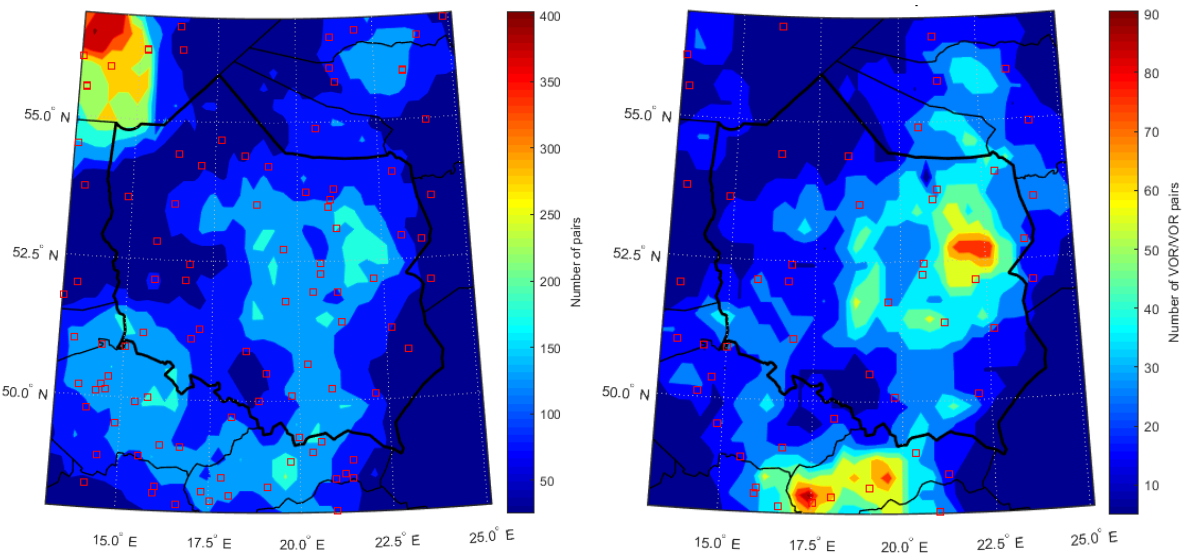 55.0° N
52.5° N
50.0° N
15.0° E
17.5° E
20.0° E
22.5° E
25.0° E
400
350
300
250
200
150
100
50
Number of pairs
55.0° N
52.5° N
50.0° N
15.0° E
17.5° E
20.0° E
22.5° E
25.0° E
90
80
70
60
50
40
30
20
10
Number of VOR/VOR pairs